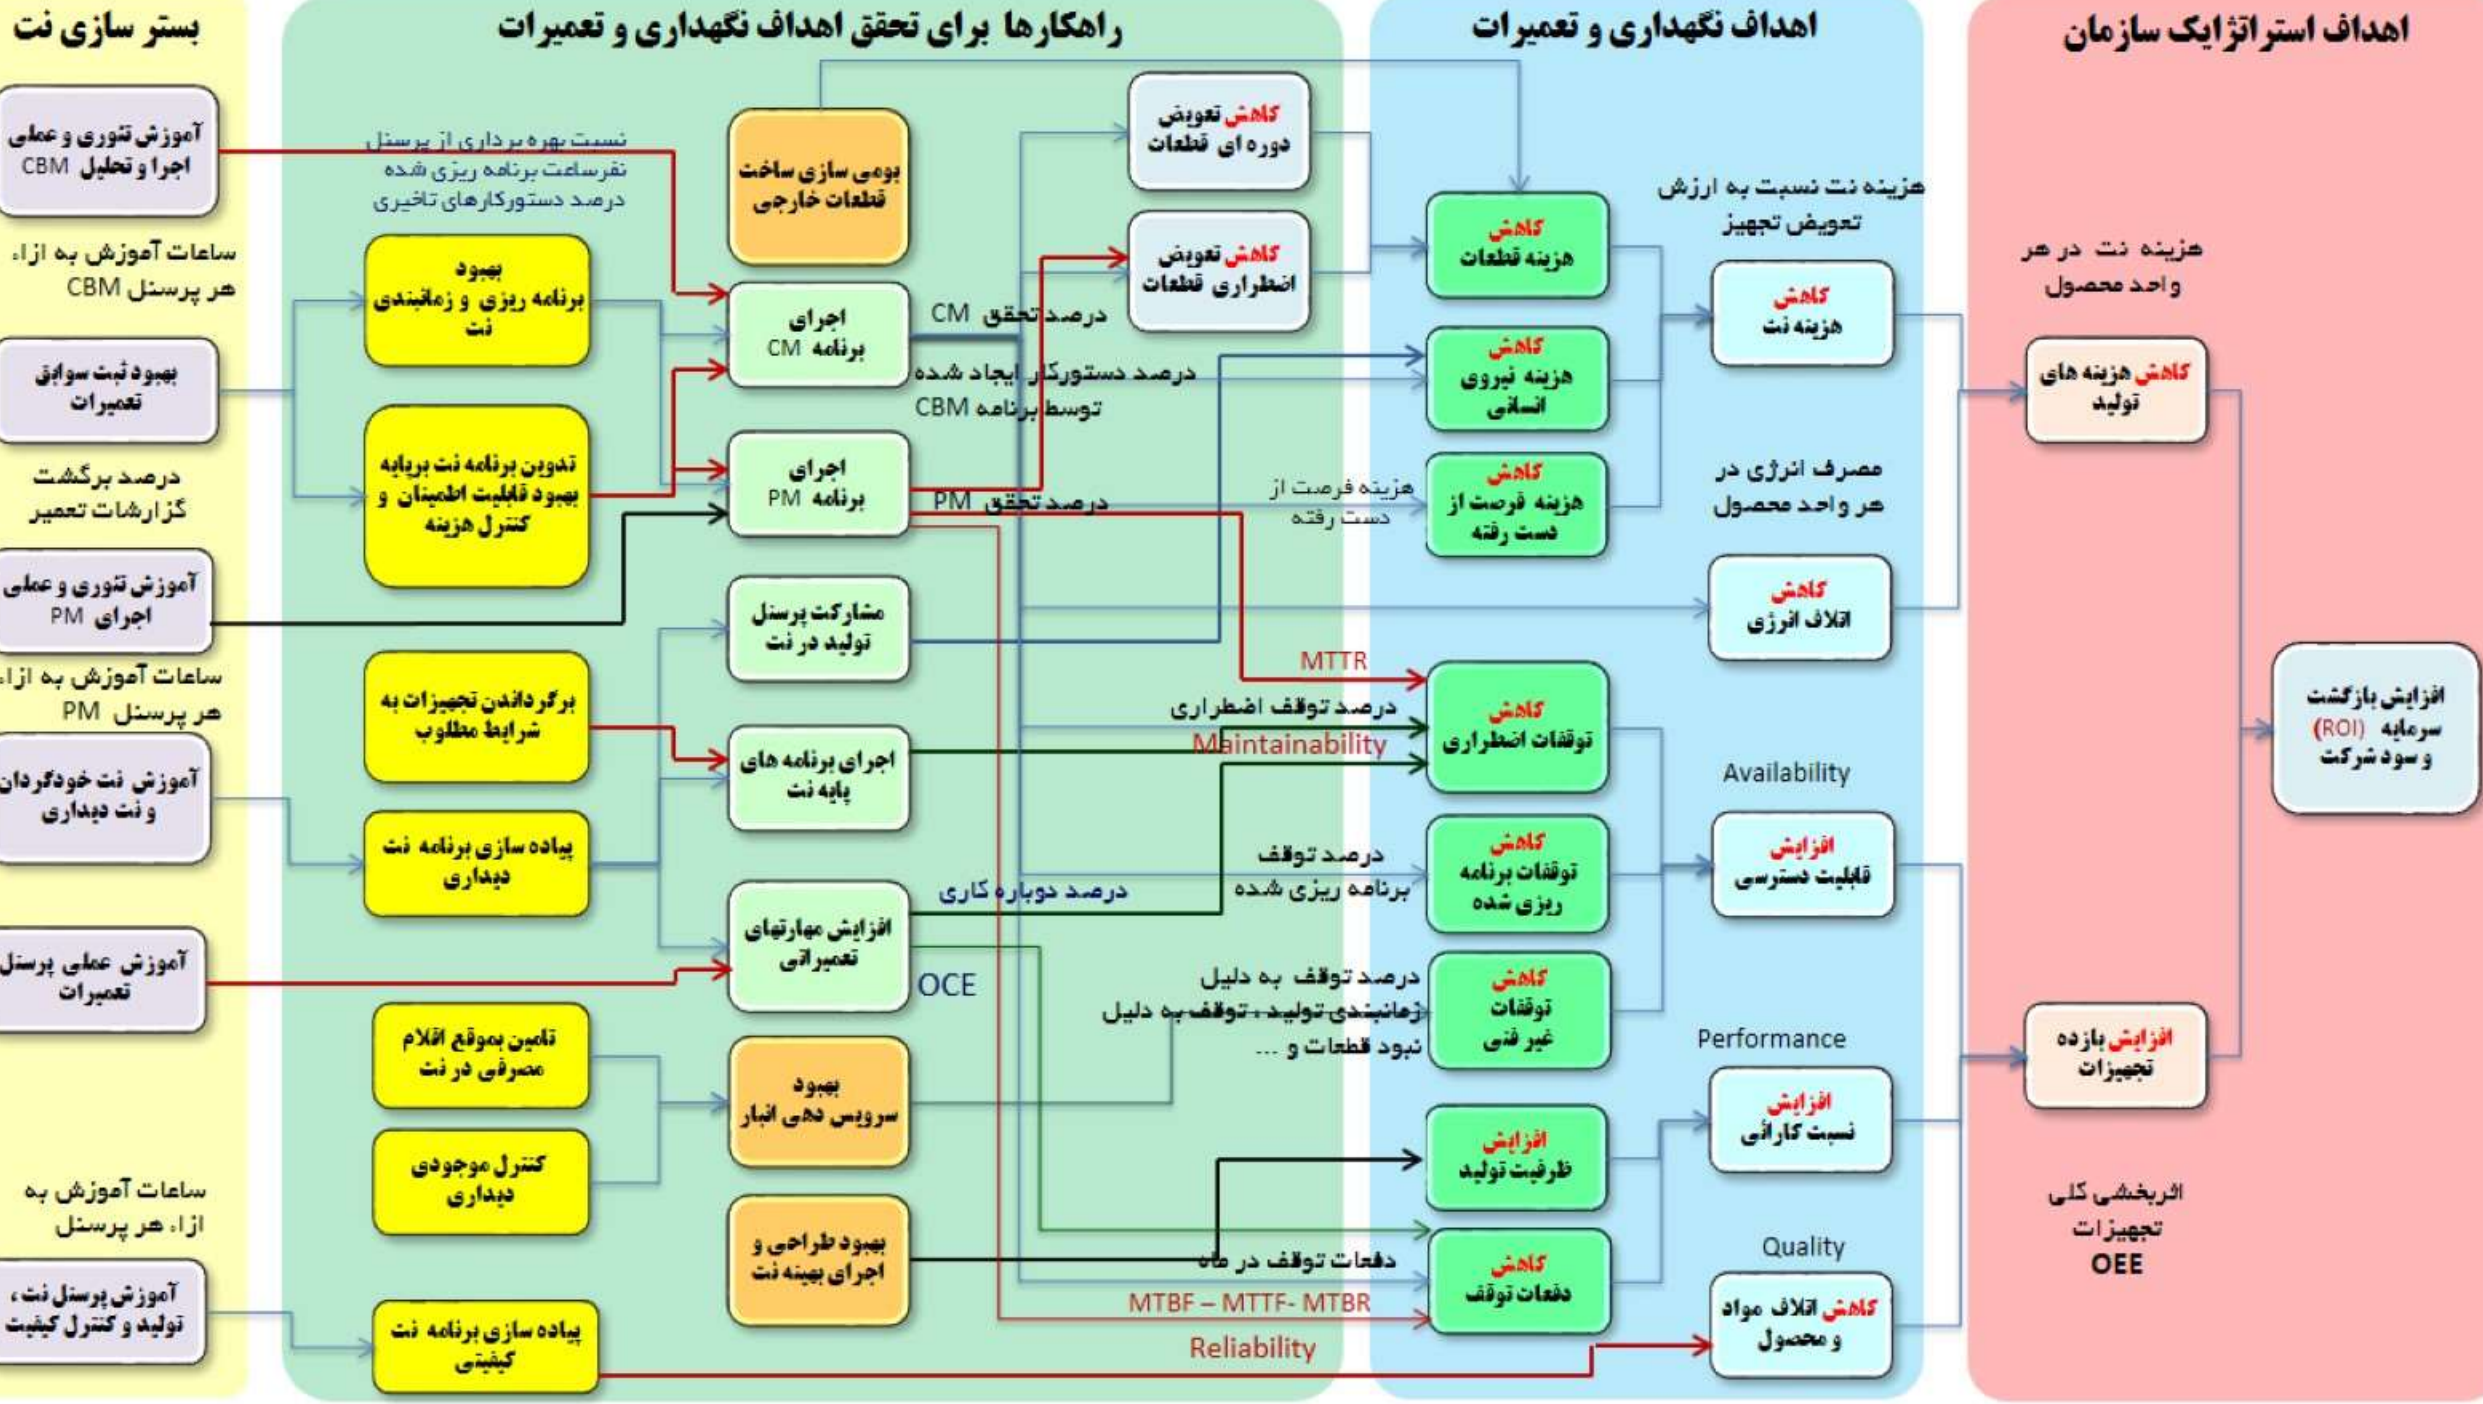 اهداف استراتژایک سازمان
هزینه نت در هر
واحد محصول
کاهش هزینه های
تولید
افزایش بازگشت
سرمایه (ROI)
و سود شرکت
افزایش بازده
تجهیزات
اثربخشی کلی
تجهیزات
OEE
اهداف نگهداری و تعمیرات
هزینه نت نسبت به ارزش
تعویض تجهیز
کاهش
هزینه نت
مصرف انرژی در
هر واحد محصول
کاهش
اتلاف انرژی
Availability
افزایش
قابلیت دسترسی
Performance
افزایش
نسبت کارائی
Quality
کاهش اتلاف مواد
و محصول
کاهش
هزینه قطعات
کاهش
هزینه نیروی
انسانی
کاهش
هزینه فرصت از
دست رفته
کاهش
توقفات اضطراری
کاهش
توقفات برنامه
ریزی شده
کاهش
توقفات
غیر فنی
افزایش
ظرفیت تولید
کاهش
دفعات توقف
راهکارها برای تحقق اهداف نگهداری و تعمیرات
کاهش تعویض
دوره ای قطعات
کاهش تعویض
اضطراری قطعات
درصد تحقق CM
درصد دستورکار ایجاد شده
توسط برنامه CBM
هزینه فرصت از
دست رفته
درصد تحقق PM
MTTR
درصد توقف اضطراری
Maintainability
درصد توقف
برنامه ریزی شده
درصد دوباره کاری
OCE
درصد توقف به دلیل
زمانبندی تولید ، توقف به دلیل
نبود قطعات و ...
دفعات توقف در ماه
MTBF – MTTF- MTBR
Reliability
بومی سازی ساخت
قطعات خارجی
اجرای
برنامه CM
اجرای
برنامه PM
مشارکت پرسنل
تولید در نت
اجرای برنامه های
پایه نت
افزایش مهارتهای
تعمیراتی
بهبود
سرویس دهی انبار
بهبود طراحی و
اجرای بهینه نت
نسبت بهره برداری از پرسنل
نفرساعت برنامه ریزی شده
درصد دستورکارهای تاخیری
بهبود
برنامه ریزی و زمانبندی
نت
تدوین برنامه نت برپایه
بهبود قابلیت اطمینان و
کنترل هزینه
برگرداندن تجهیزات به
شرایط مطلوب
پیاده سازی برنامه نت
دیداری
تامین بموقع اقلام
مصرفی در نت
کنترل موجودی
دیداری
پیاده سازی برنامه نت
کیفیتی
بستر سازی نت
آموزش تئوری و عملی
اجرا و تحلیل CBM
ساعات آموزش به ازاء
هر پرسنل CBM
بهبود ثبت سوابق
تعمیرات
درصد برگشت
گزارشات تعمیر
آموزش تئوری و عملی
اجرای PM
ساعات آموزش به ازاء
هر پرسنل PM
آموزش نت خودگردان
و نت دیداری
آموزش عملی پرسنل
تعمیرات
ساعات آموزش به
ازاء هر پرسنل
آموزش پرسنل نت ،
تولید و کنترل کیفیت